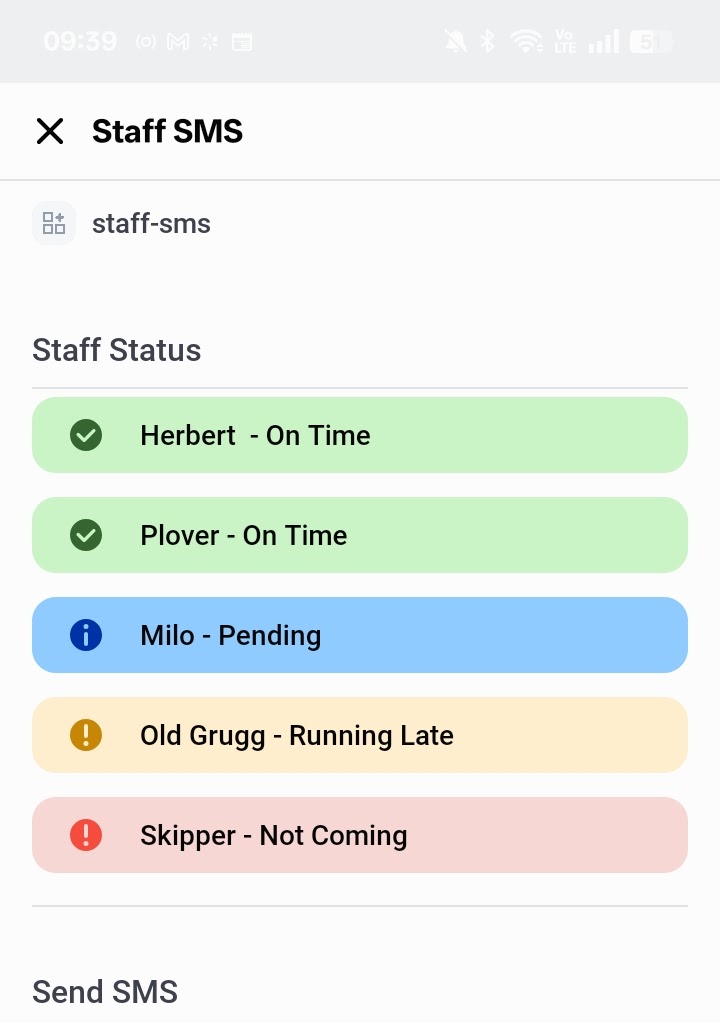 09:39
Vo
LTE
Staff SMS
staff-sms
Staff Status
Herbert  - On Time
Plover - On Time
Milo - Pending
Old Grugg - Running Late
Skipper - Not Coming
Send SMS